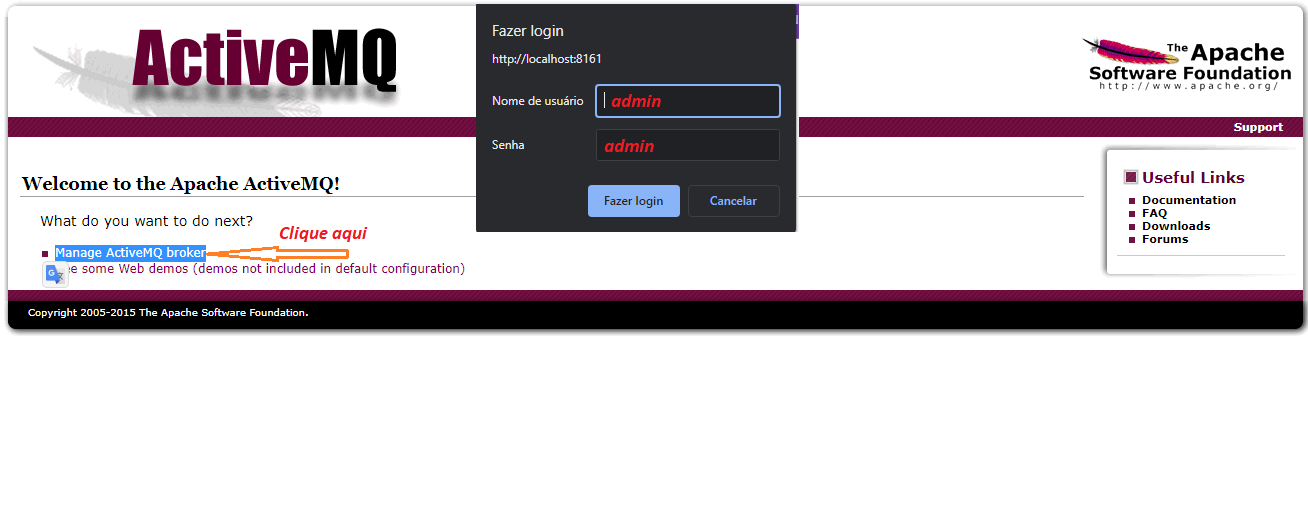 ActiveMQ
Fazer login
http://localhost:8161
Nome de usuário
admin
Senha
admin
Fazer login
Cancelar
The Apache
Software Foundation
http://www.apache.org/
Support
Welcome to the Apache ActiveMQ!
What do you want to do next?
Clique aqui
Manage ActiveMQ broker
ee some Web demos (demos not included in default configuration)
Useful Links
Documentation
FAQ
Downloads
Forums
Copyright 2005-2015 The Apache Software Foundation.